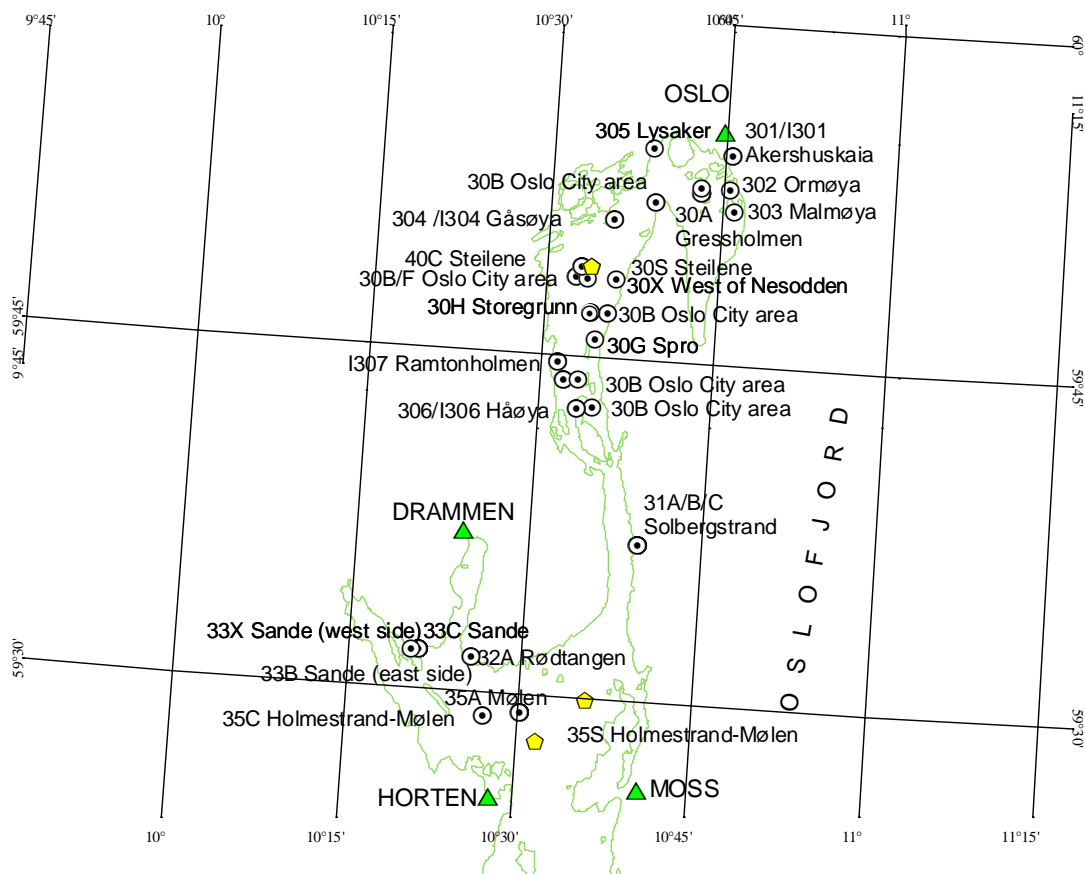 9°45'
10°
10°15'
10°30'
10°45'
11°
60°
11°15'
OSLO
305 Lysaker
301/I301
Akershuskaia
30B Oslo City area
302 Ormøya
304 /I304 Gåsøya
30A
Gressholmen
303 Malmøya
40C Steilene
30S Steilene
30B/F Oslo City area
30X West of Nesodden
30H Storegrunn
30B Oslo City area
59°45'
9°45'
30G Spro
I307 Ramtonholmen
30B Oslo City area
59°45'
306/I306 Håøya
30B Oslo City area
OSLOFJORD
31A/B/C
Solbergstrand
DRAMMEN
33X Sande (west side)
33C Sande
32A Rødtangen
59°30'
33B Sande (east side)
35A Mølen
35C Holmestrand-Mølen
35S Holmestrand-Mølen
59°30'
HORTEN
MOSS
10°
10°15'
10°30'
10°45'
11°
11°15'